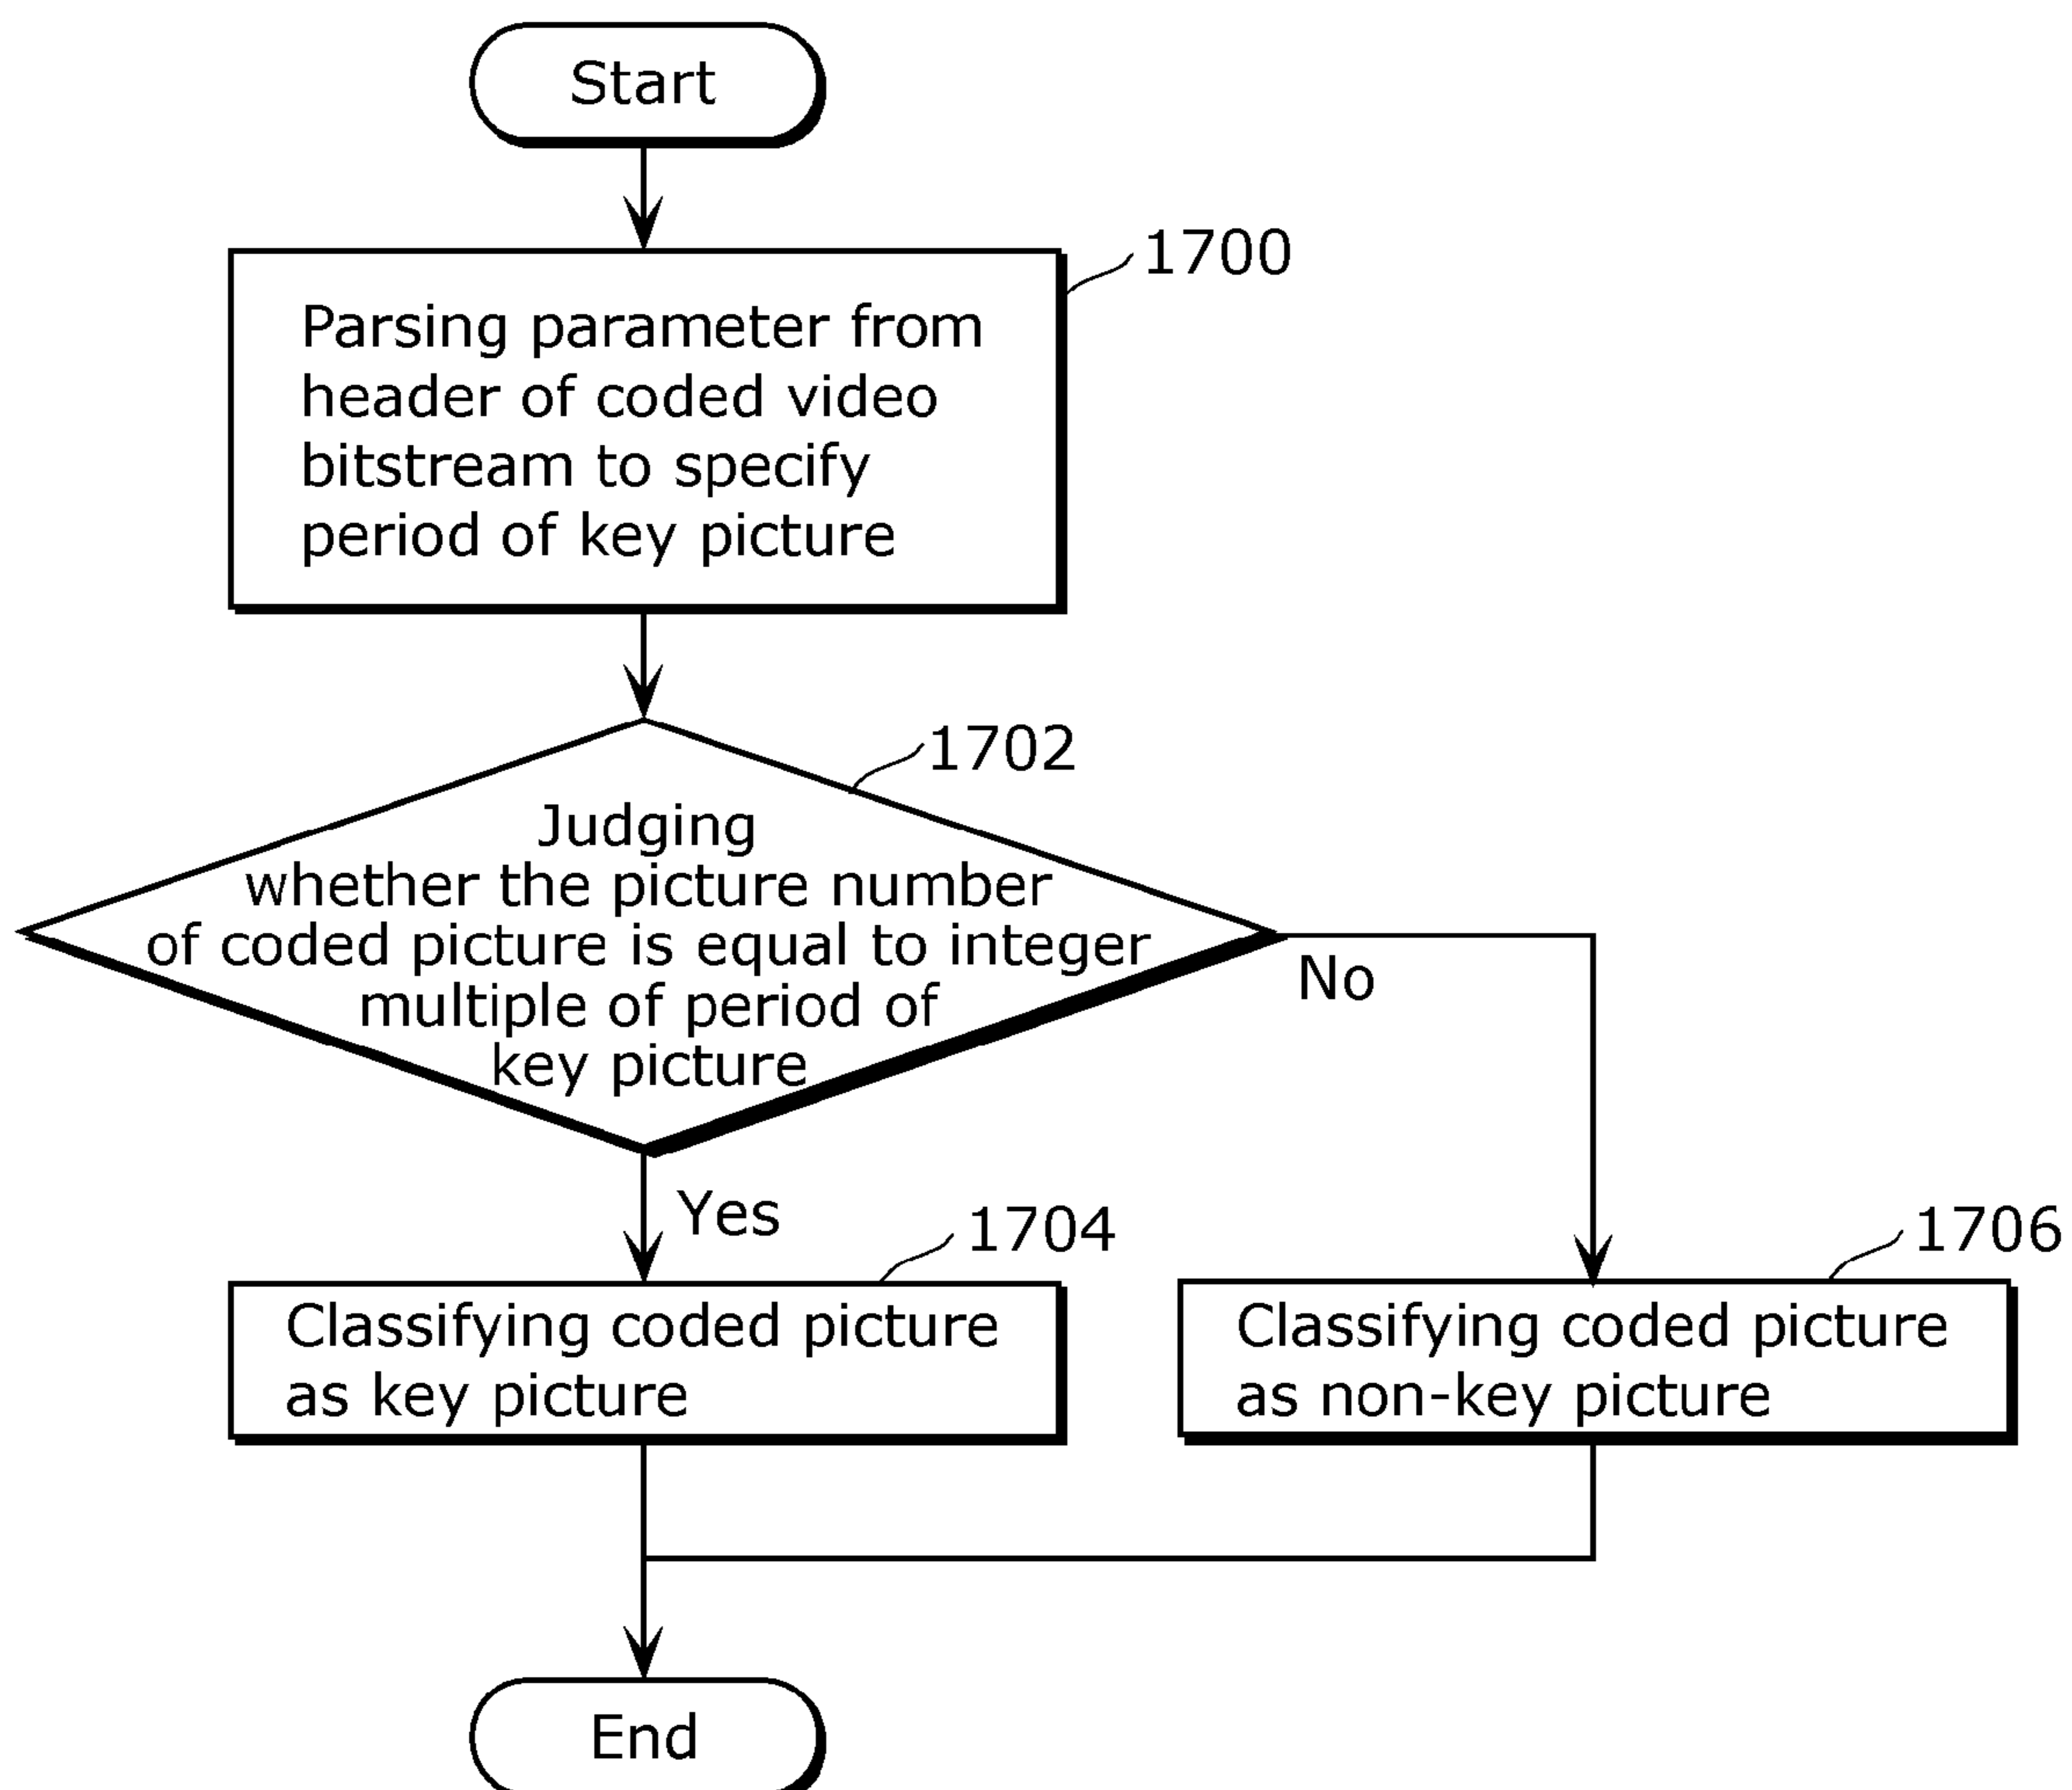 Start
1700
Parsing parameter from
header of coded video
bitstream to specify
period of key picture
1702
Judging
whether the picture number
of coded picture is equal to integer
multiple of period of
key picture
No
Yes
1704
1706
Classifying coded picture
as key picture
Classifying coded picture
as non-key picture
End